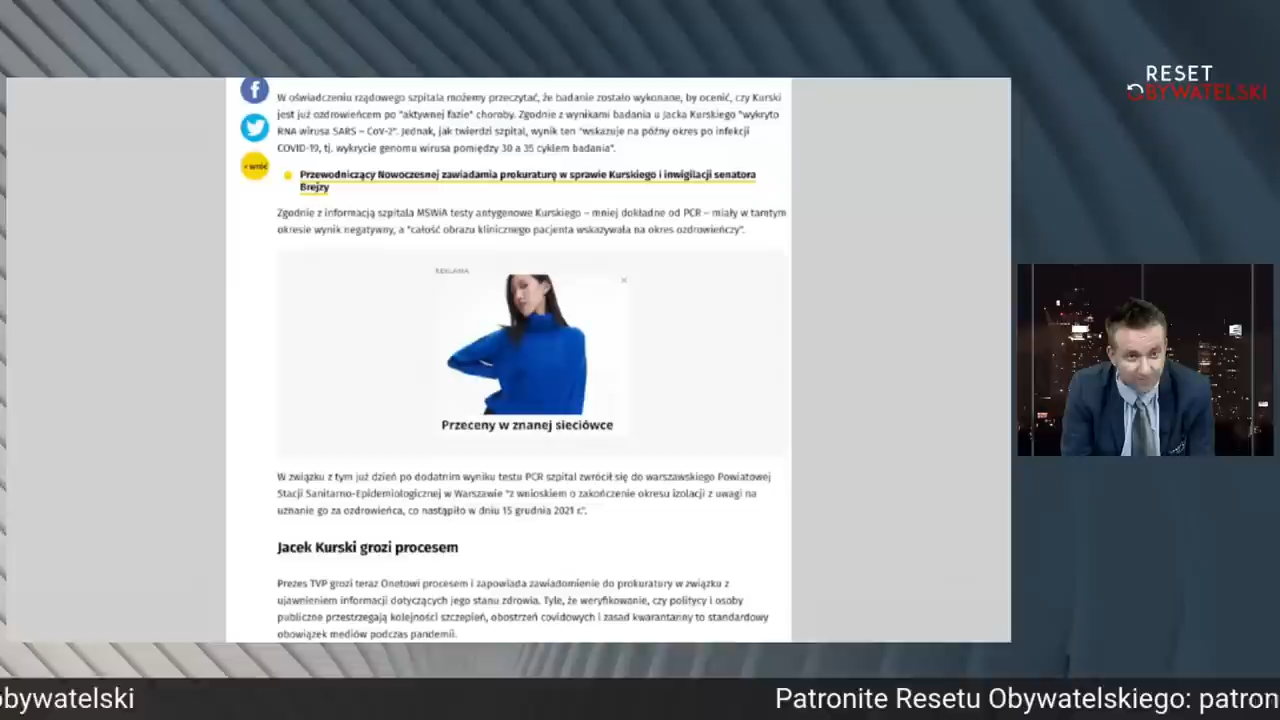 RESET
OBYWATELSKI
W oświadczeniu rządowego szpitala możemy przeczytać, że badanie zostało wykonane, by ocenić, czy Kurski
jest już ozdrowieńcem po "aktywnej fazie" choroby. Zgodnie z wynikami badania u Jacka Kurskiego "wykryto
RNA wirusa SARS – CoV-2". Jednak, jak twierdzi szpital, wynik ten "wskazuje na późny okres po infekcji
COVID-19, tj. wykrycie genomu wirusa pomiędzy 30 a 35 cyklem badania".
< wróć
Przewodniczący Nowoczesnej zawiadamia prokuraturę w sprawie Kurskiego i inwigilacji senatora
Brejzy
Zgodnie z informacją szpitala MSWiA testy antygenowe Kurskiego – mniej dokładne od PCR – miały w tamtym
okresie wynik negatywny, a "całość obrazu klinicznego pacjenta wskazywała na okres ozdrowieńczy".
REKLAMA
Przeceny w znanej sieciówce
W związku z tym już dzień po dodatnim wyniku testu PCR szpital zwrócił się do warszawskiego Powiatowej
Stacji Sanitarno-Epidemiologicznej w Warszawie "z wnioskiem o zakończenie okresu izolacji z uwagi na
uznanie go za ozdrowieńca, co nastąpiło w dniu 15 grudnia 2021 r.".
Jacek Kurski grozi procesem
Prezes TVP grozi teraz Onetowi procesem i zapowiada zawiadomienie do prokuratury w związku z
ujawnieniem informacji dotyczących jego stanu zdrowia. Tyle, że weryfikowanie, czy politycy i osoby
publiczne przestrzegają kolejności szczepień, obostrzeń covidowych i zasad kwarantanny to standardowy
obowiązek mediów podczas pandemii.
obywatelski
Patronite Resetu Obywatelskiego: patron